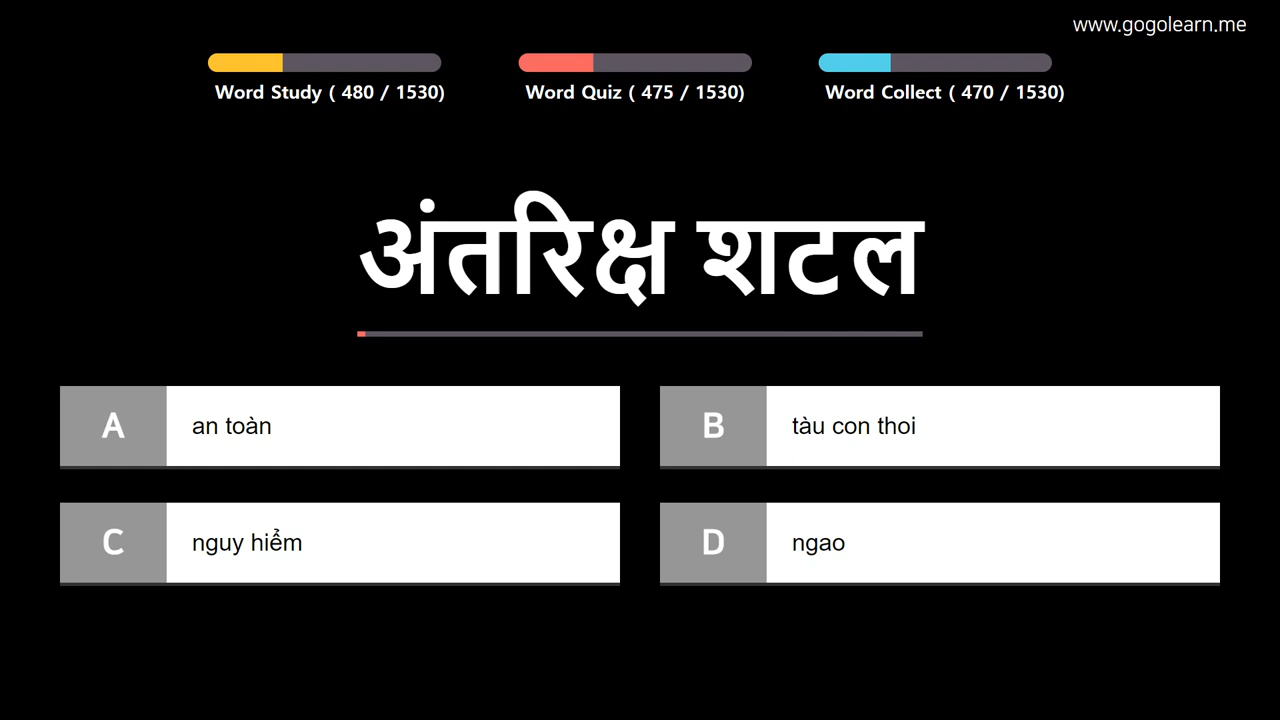 www.gogolearn.me
Word Study ( 480 / 1530)
Word Quiz ( 475 / 1530)
Word Collect ( 470 / 1530)
अंतरिक्ष शटल
A
an toàn
B
tàu con thoi
C
nguy hiểm
D
ngao